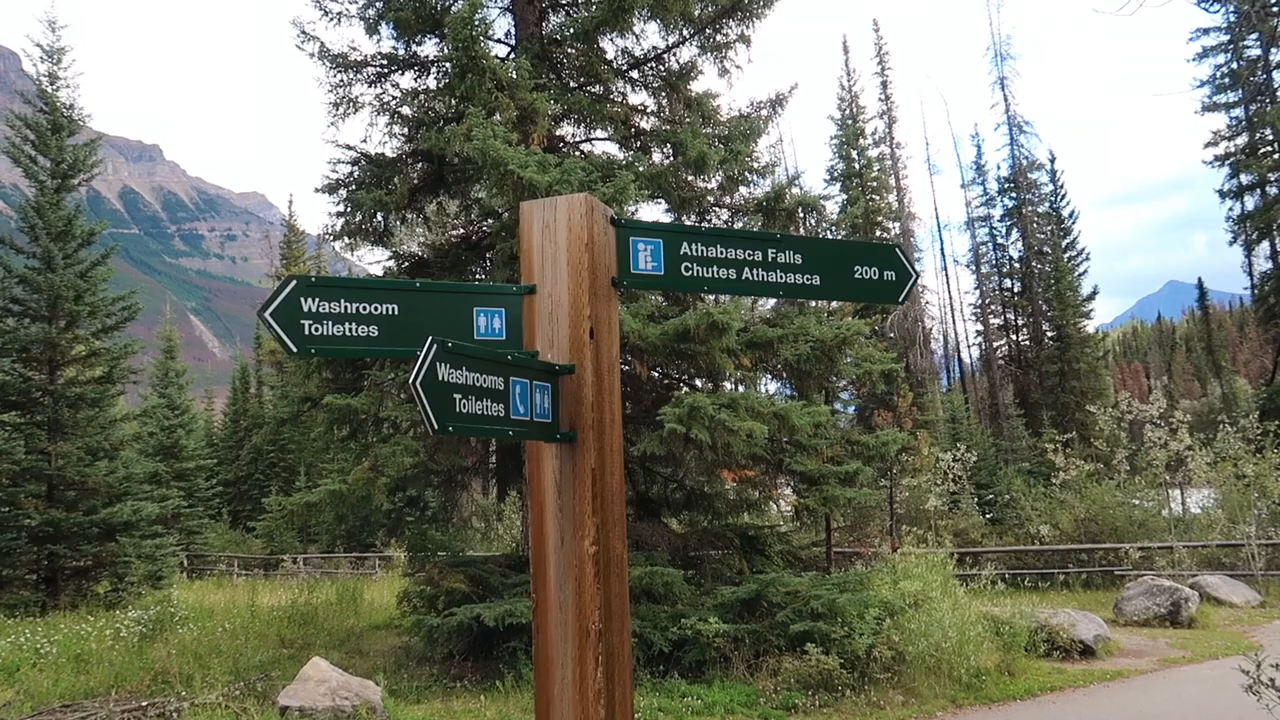 Athabasca Falls
Chutes Athabasca
200 m
Washroom
Toilettes
Washrooms
Toilettes